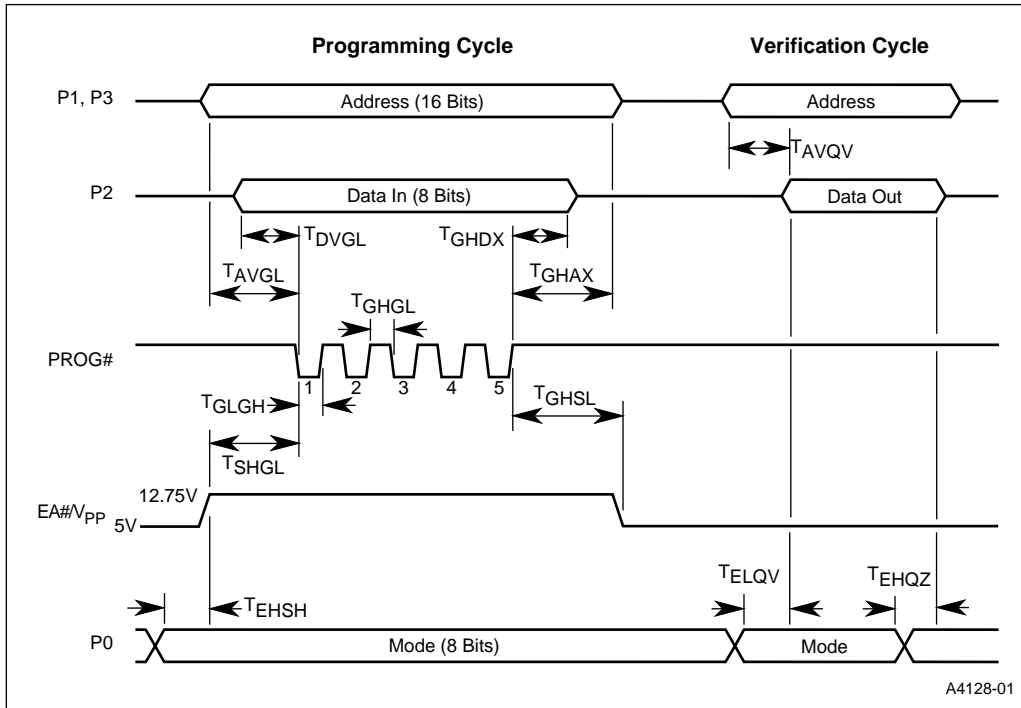 Programming Cycle Verification Cycle
P1, P3 Address (16 Bits) Address
TAVQV
P2 Data In (8 Bits) Data Out
TDVGL TGHDX
TAVGL TGHAX
TGHGL
PROG#
1 2 3 4 5
TGLGH TGHSL
TSHGL
12.75V
EA#/VPP 5V
TELQV TEHQZ
TEHSH
P0 Mode (8 Bits) Mode
A4128-01